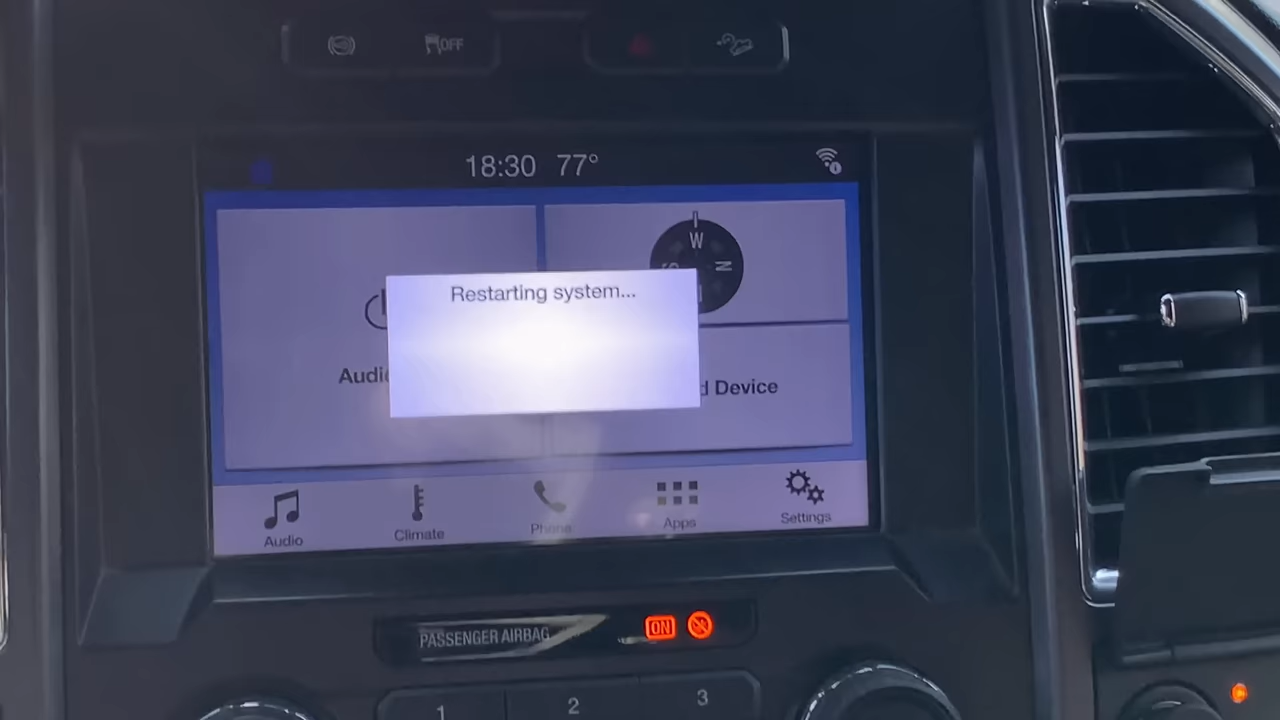 OFF
18:30 77°
W
N
S
Restarting system...
Audi
d Device
Audio
Climate
Phone
Apps
Settings
PASSENGER AIRBAG
ON
1
2
3